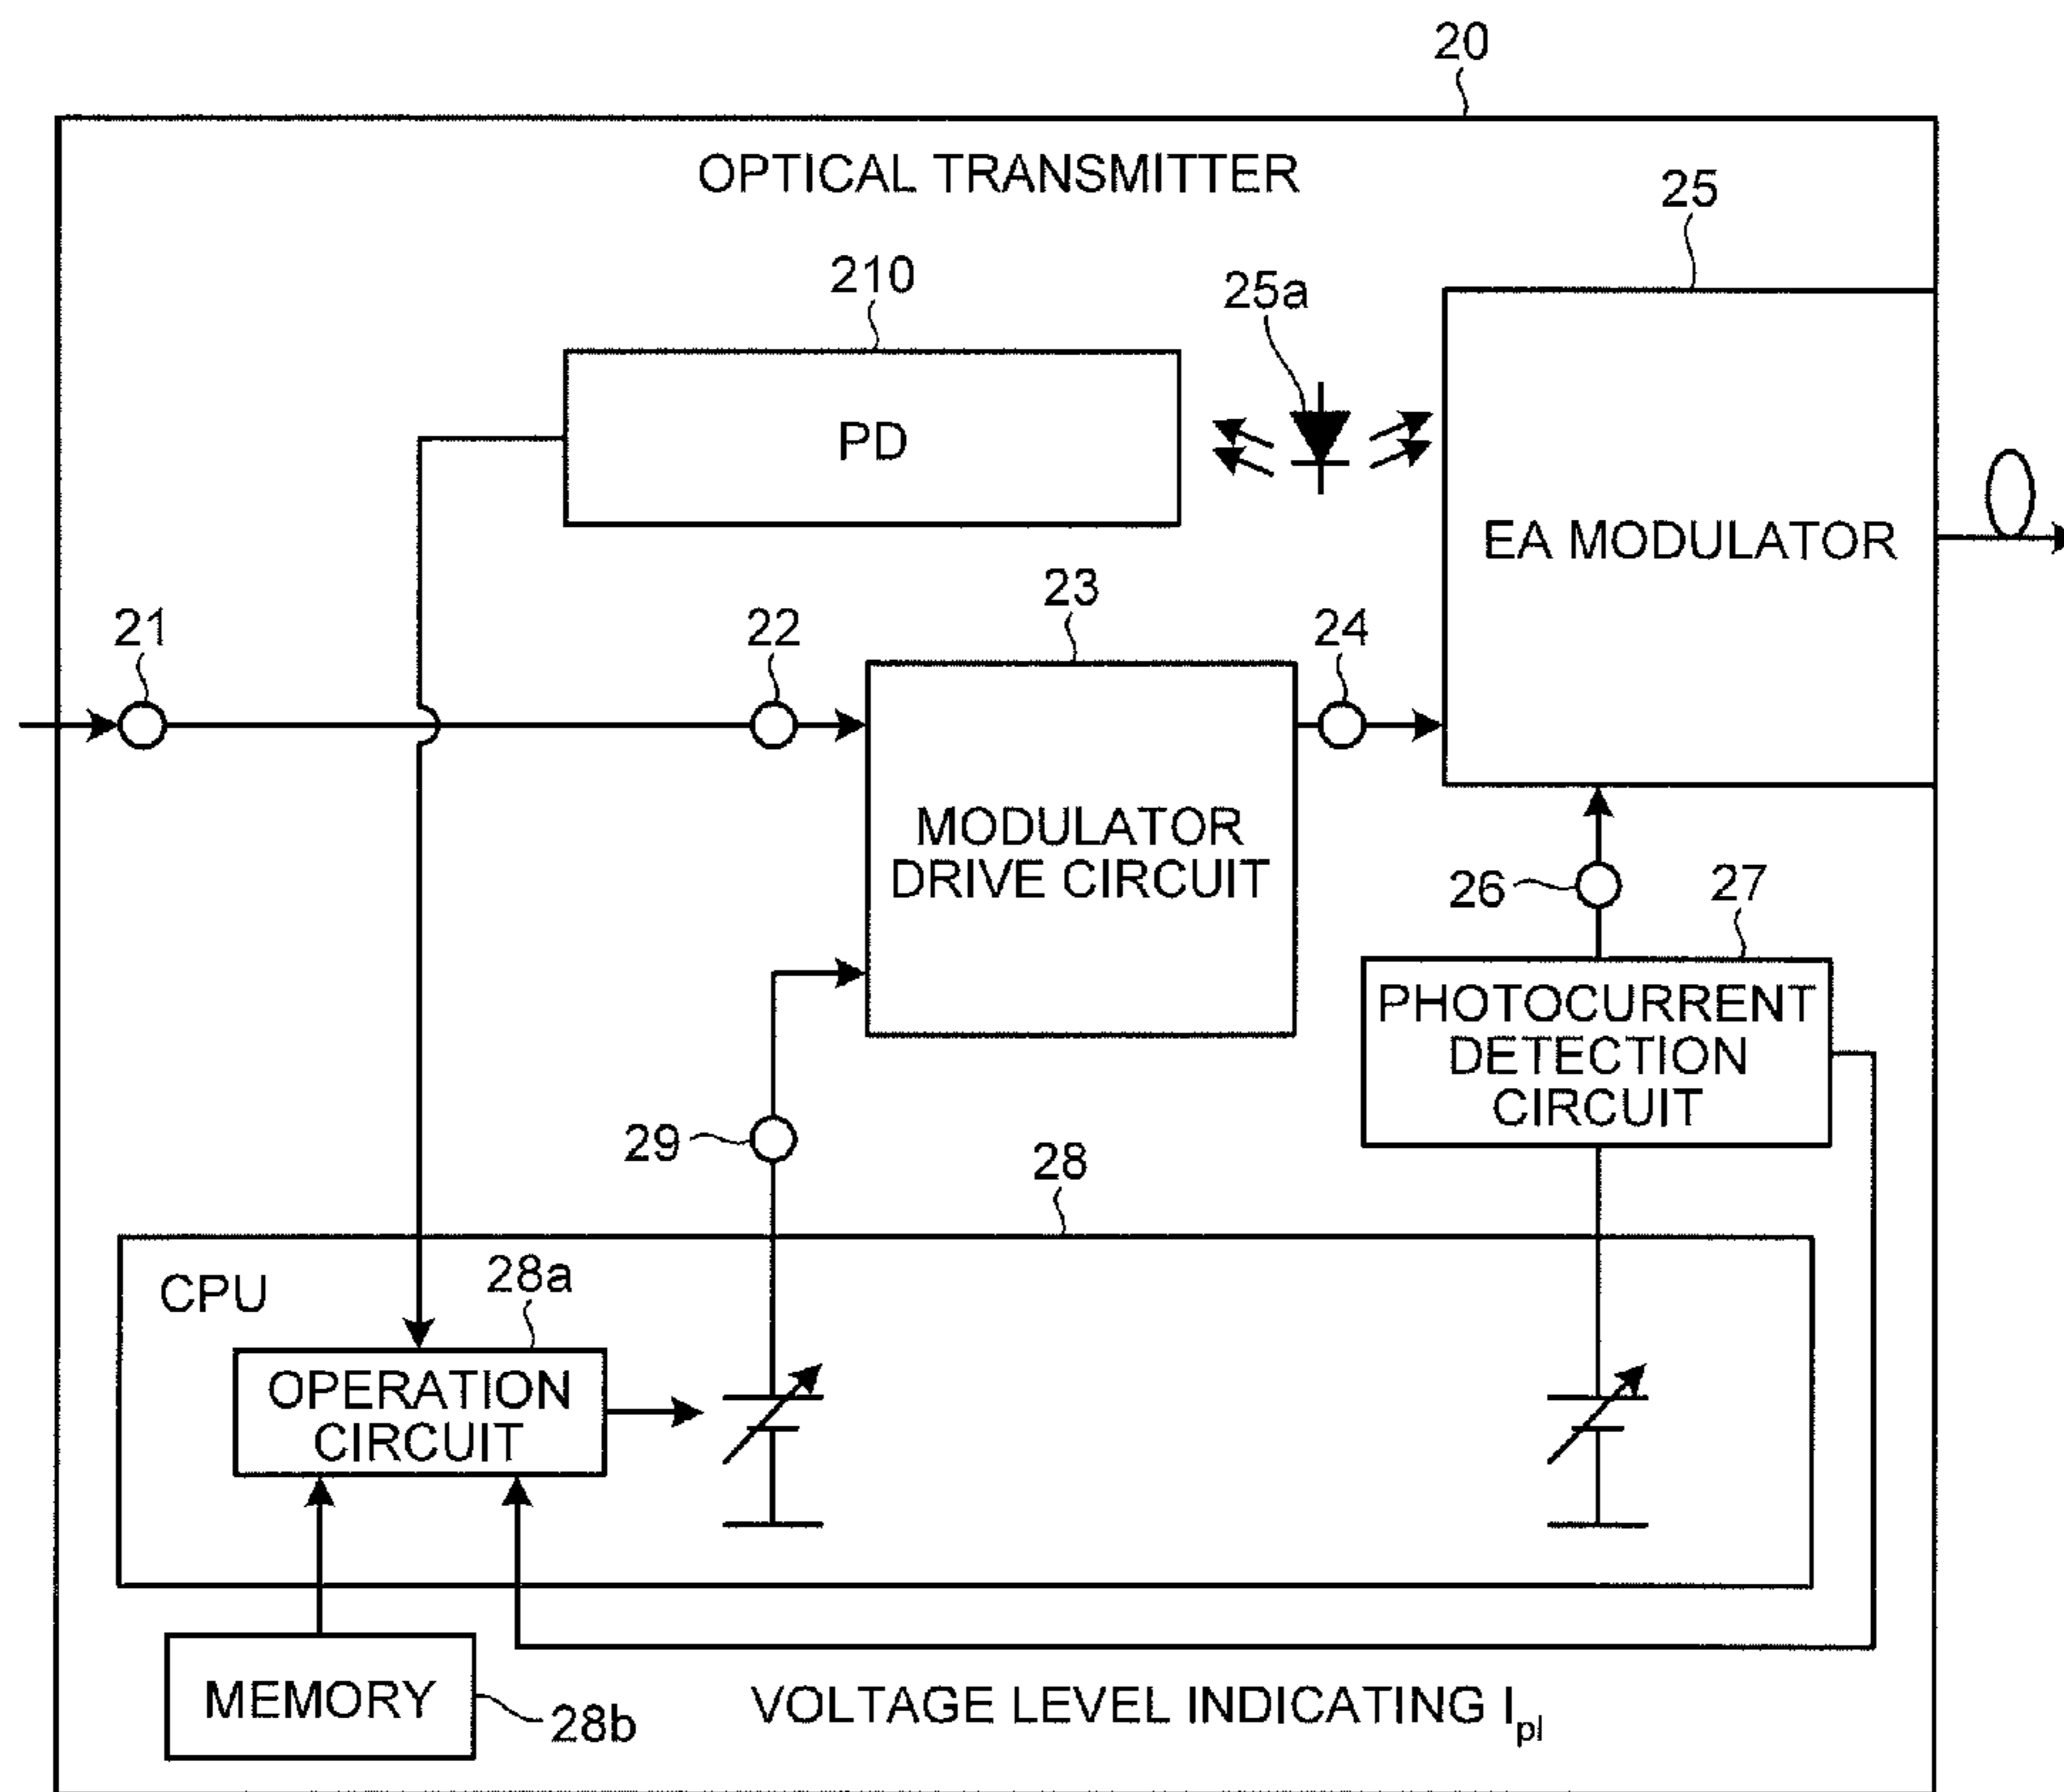 20
OPTICAL TRANSMITTER
25
210
25a
PD
EA MODULATOR
21
22
23
24
MODULATOR
DRIVE CIRCUIT
26
27
PHOTOCURRENT
DETECTION
CIRCUIT
29
28
CPU
28a
OPERATION
CIRCUIT
MEMORY
28b
VOLTAGE LEVEL INDICATING Ipl